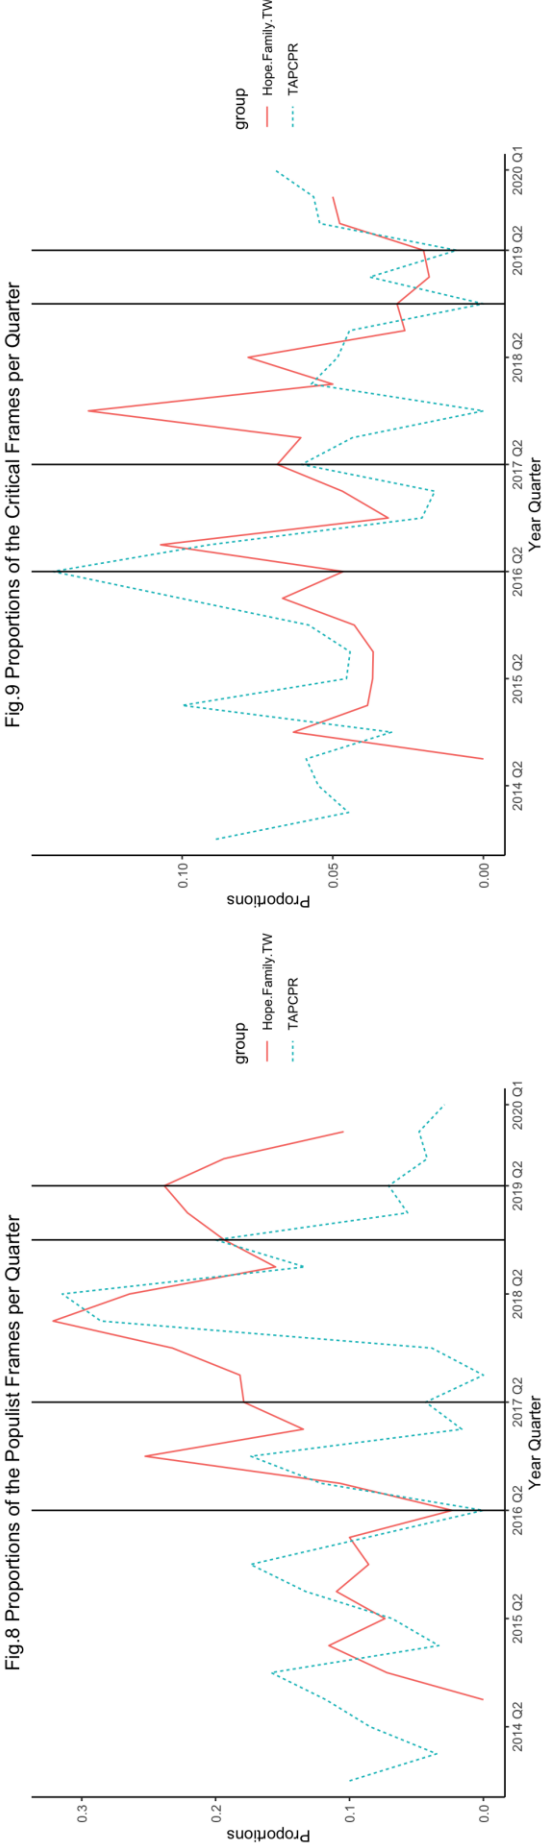 Fig.8 Proportions of the Populist Frames per Quarter
Proportions
0.3
0.2
0.1
0.0
2014 Q2
2015 Q2
2016 Q2
2017 Q2
2018 Q2
2019 Q2
2020 Q1
Year Quarter
group
Hope.Family.TW
TAPCPR
Fig.9 Proportions of the Critical Frames per Quarter
Proportions
0.10
0.05
0.00
2014 Q2
2015 Q2
2016 Q2
2017 Q2
2018 Q2
2019 Q2
2020 Q1
Year Quarter
group
Hope.Family.TW
TAPCPR